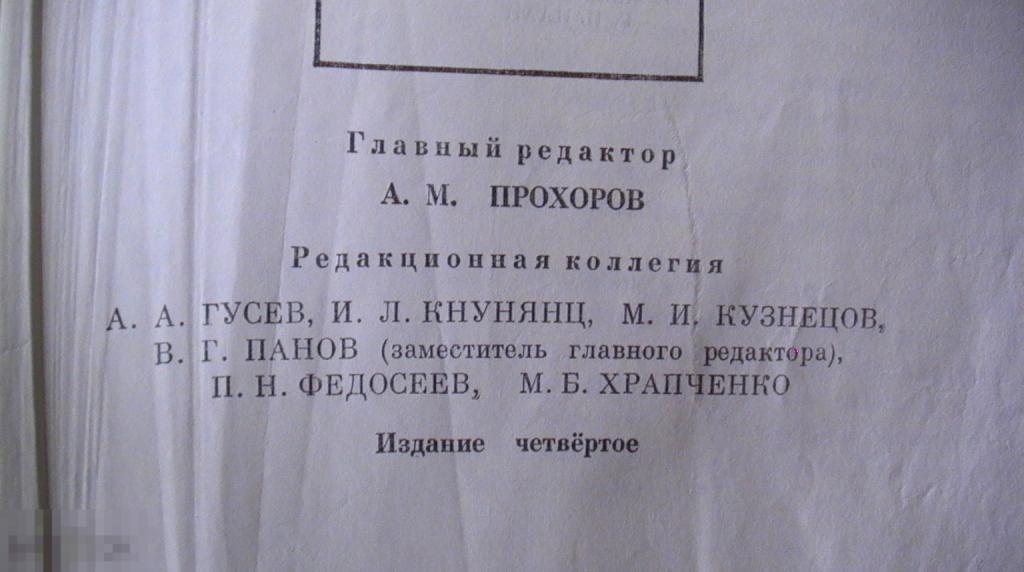 Главный редактор
А. М. ПРОХОРОВ
Редакционная коллегия
А. А. ГУСЕВ, И. Л. КНУНЯНЦ, М. И. КУЗНЕЦОВ,
В. Г. ПАНОВ (заместитель главного редактора),
П. Н. ФЕДОСЕЕВ, М. Б. ХРАПЧЕНКО
Издание четвёртое